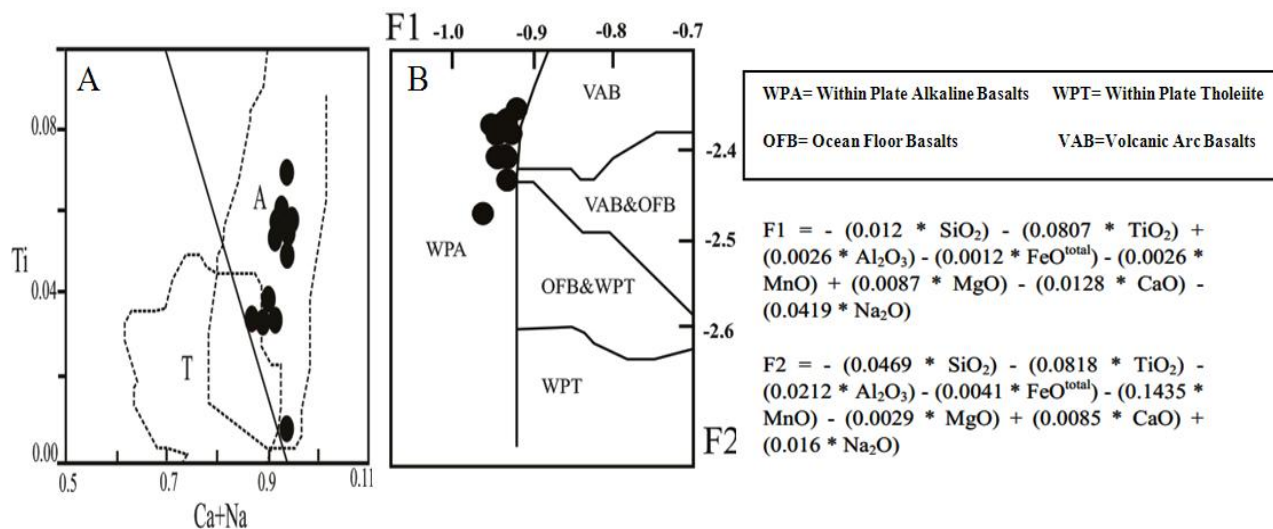 A
Ti
0.08
0.04
0.00
A
T
0.5 0.7 0.9 0.11
Ca+Na
F1 -1.0 -0.9 -0.8 -0.7
B
VAB
-2.4
VAB&OFB
WPA
-2.5
OFB&WPT
-2.6
WPT
F2
WPA= Within Plate Alkaline Basalts WPT= Within Plate Tholeiite
OFB= Ocean Floor Basalts VAB=Volcanic Arc Basalts
F1 = - (0.012 * SiO₂) - (0.0807 * TiO₂) +
(0.0026 * Al₂O₃) - (0.0012 * FeOᵗᵒᵗᵃˡ) - (0.0026 *
MnO) + (0.0087 * MgO) - (0.0128 * CaO) -
(0.0419 * Na₂O)
F2 = - (0.0469 * SiO₂) - (0.0818 * TiO₂) -
(0.0212 * Al₂O₃) - (0.0041 * FeOᵗᵒᵗᵃˡ) - (0.1435 *
MnO) - (0.0029 * MgO) + (0.0085 * CaO) +
(0.016 * Na₂O)